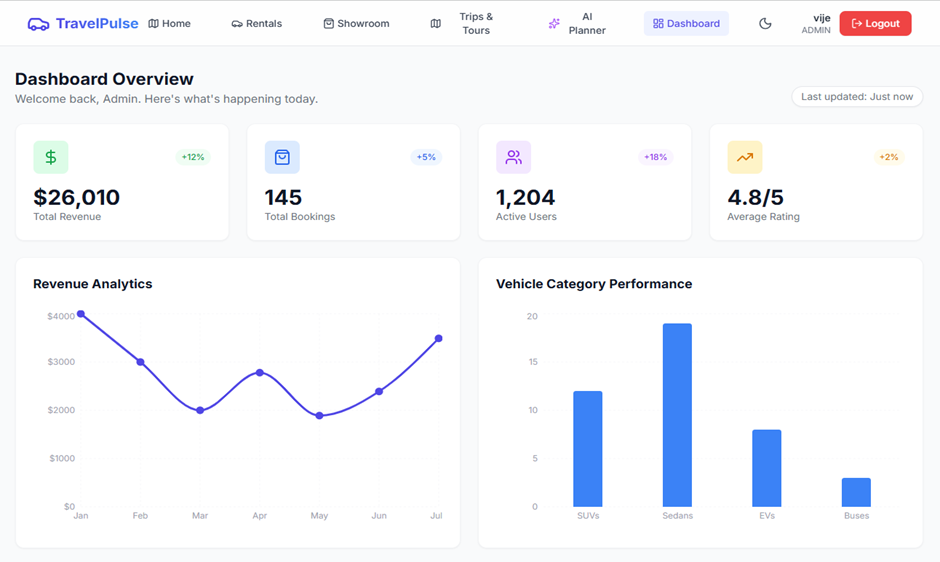 TravelPulse Home Rentals Showroom Trips & Tours AI Planner Dashboard vije ADMIN Logout
Dashboard Overview
Welcome back, Admin. Here's what's happening today.
Last updated: Just now
+12%
$26,010
Total Revenue
+5%
145
Total Bookings
+18%
1,204
Active Users
+2%
4.8/5
Average Rating
Revenue Analytics
$4000
$3000
$2000
$1000
$0
Jan Feb Mar Apr May Jun Jul
Vehicle Category Performance
20
15
10
5
0
SUVs Sedans EVs Buses